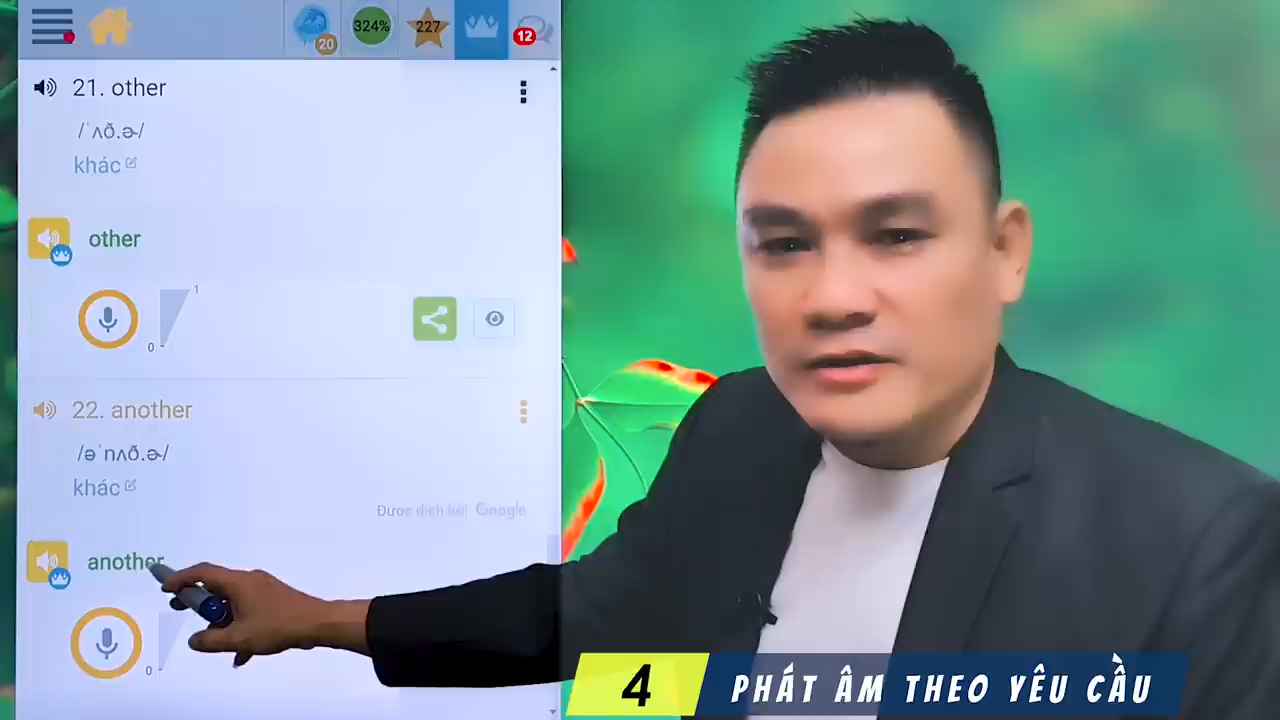 20
324%
227
12
21. other
/ˈʌð.ɚ/
khác
other
1
0
22. another
/əˈnʌð.ɚ/
khác
Được dịch bởi Google
another
0
4 PHÁT ÂM THEO YÊU CẦU